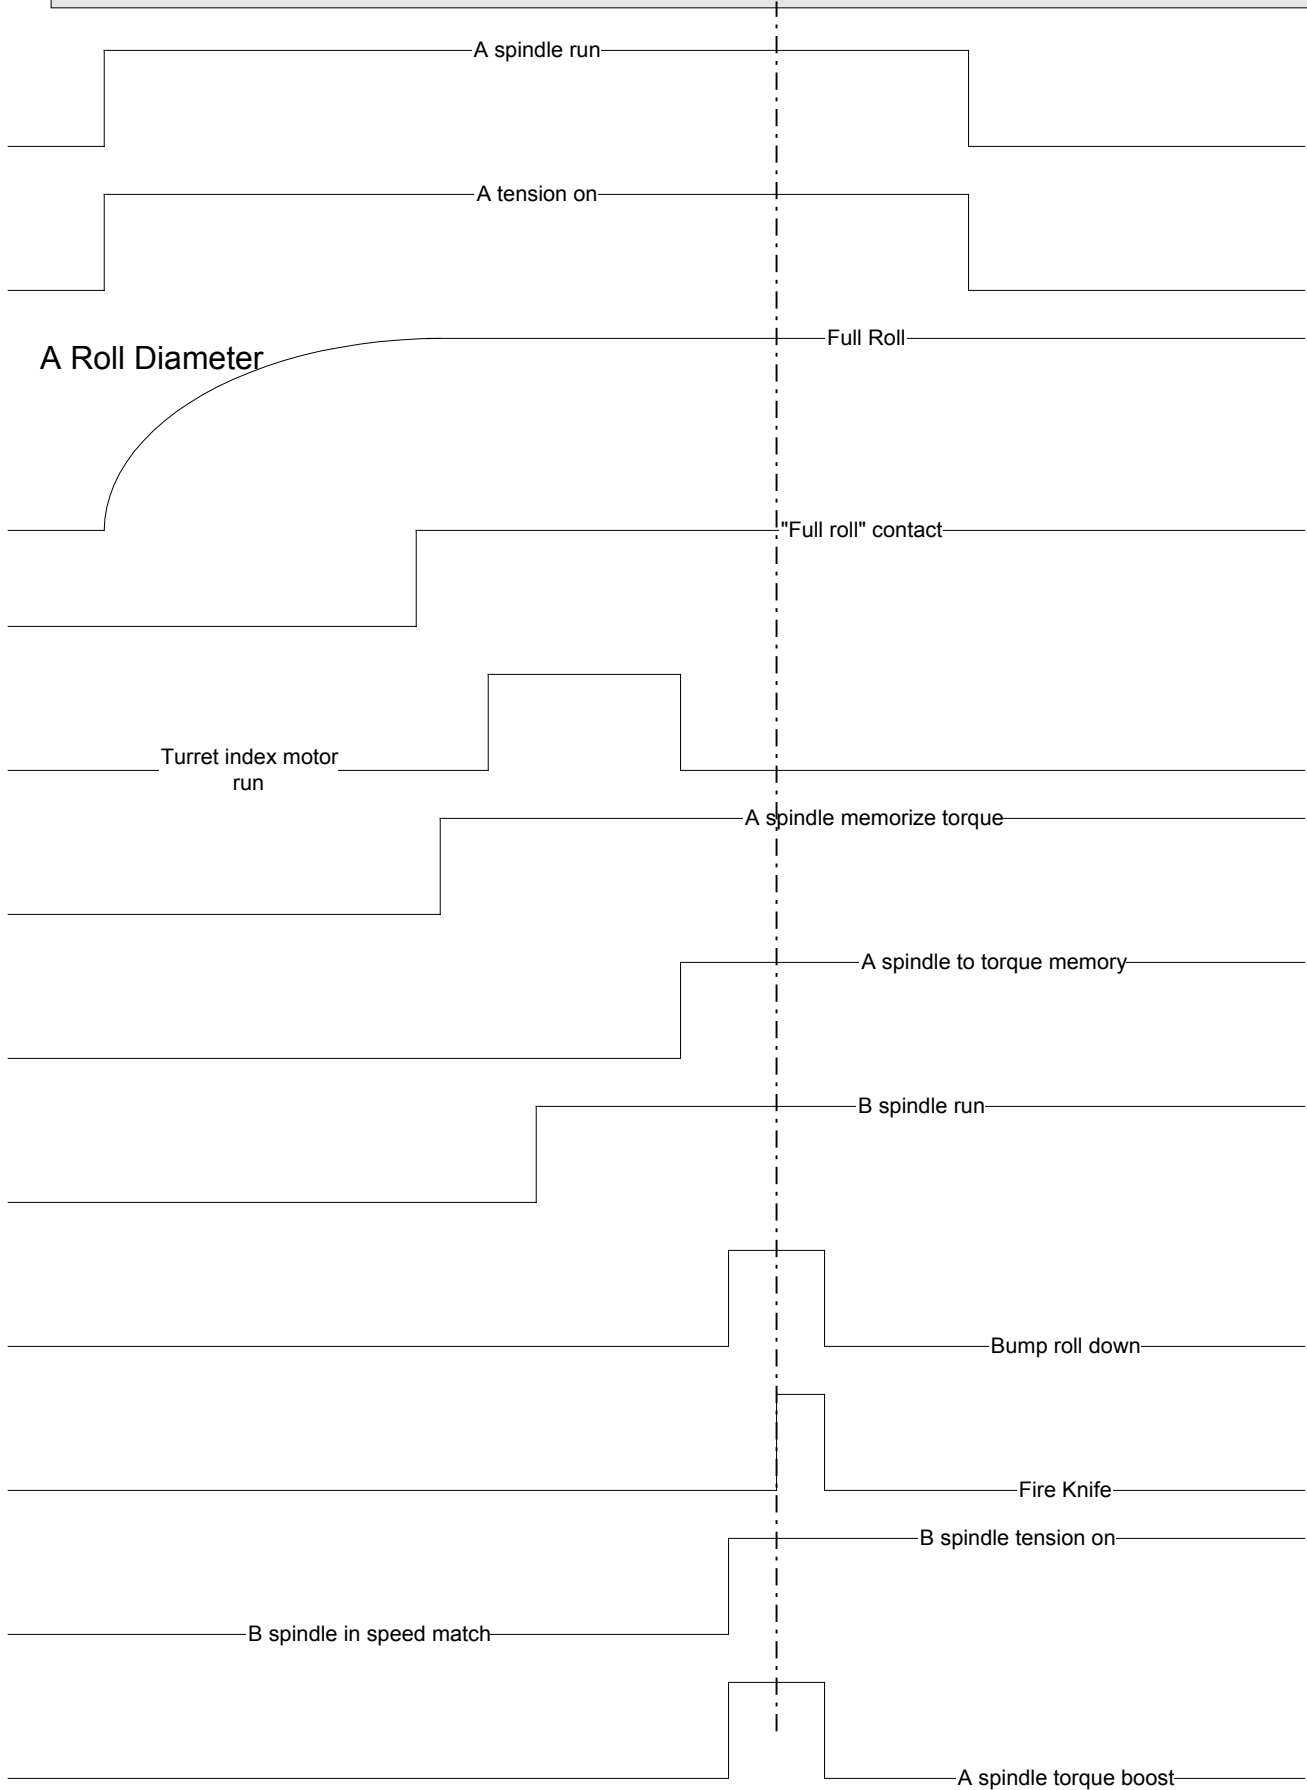 A spindle run
A tension on
Full Roll
A Roll Diameter
"Full roll" contact
Turret index motor
run
A spindle memorize torque
A spindle to torque memory
B spindle run
Bump roll down
Fire Knife
B spindle tension on
B spindle in speed match
A spindle torque boost